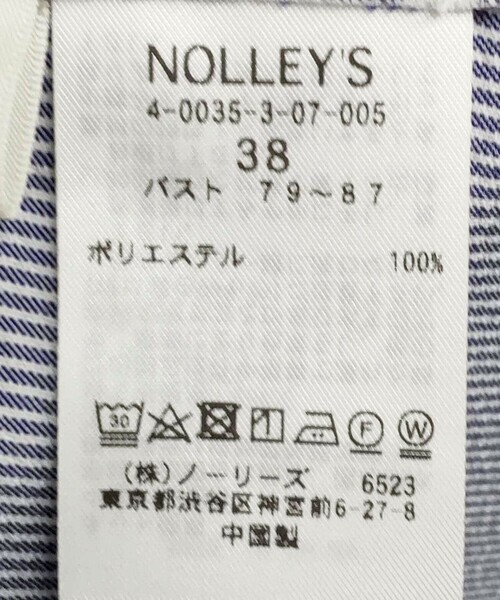 NOLLEY'S
4-0035-3-07-005
38
バスト 79~87
ポリエステル 100%
30 F W
(株)ノーリーズ 6523
東京都渋谷区神宮前6-27-8
中國製